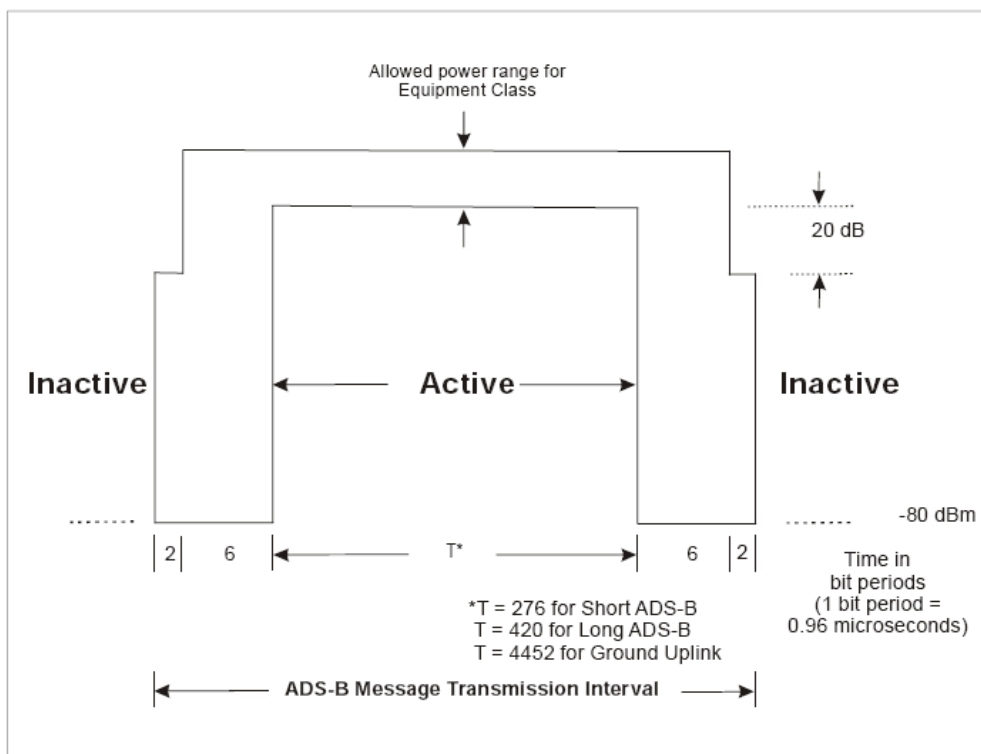 Allowed power range for
Equipment Class
20 dB
Inactive
Active
Inactive
-80 dBm
2
6
T*
6
2
Time in
bit periods
(1 bit period =
0.96 microseconds)
*T = 276 for Short ADS-B
T = 420 for Long ADS-B
T = 4452 for Ground Uplink
ADS-B Message Transmission Interval